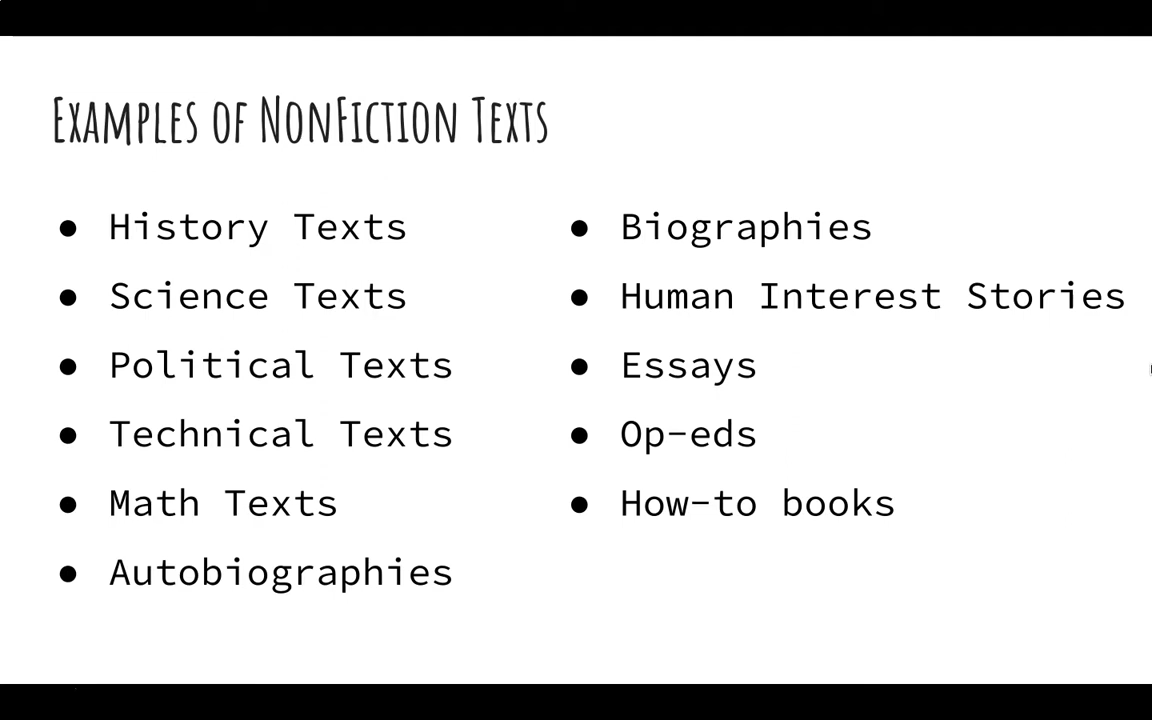 Examples of NonFiction Texts
● History Texts
● Science Texts
● Political Texts
● Technical Texts
● Math Texts
● Autobiographies
● Biographies
● Human Interest Stories
● Essays
● Op-eds
● How-to books